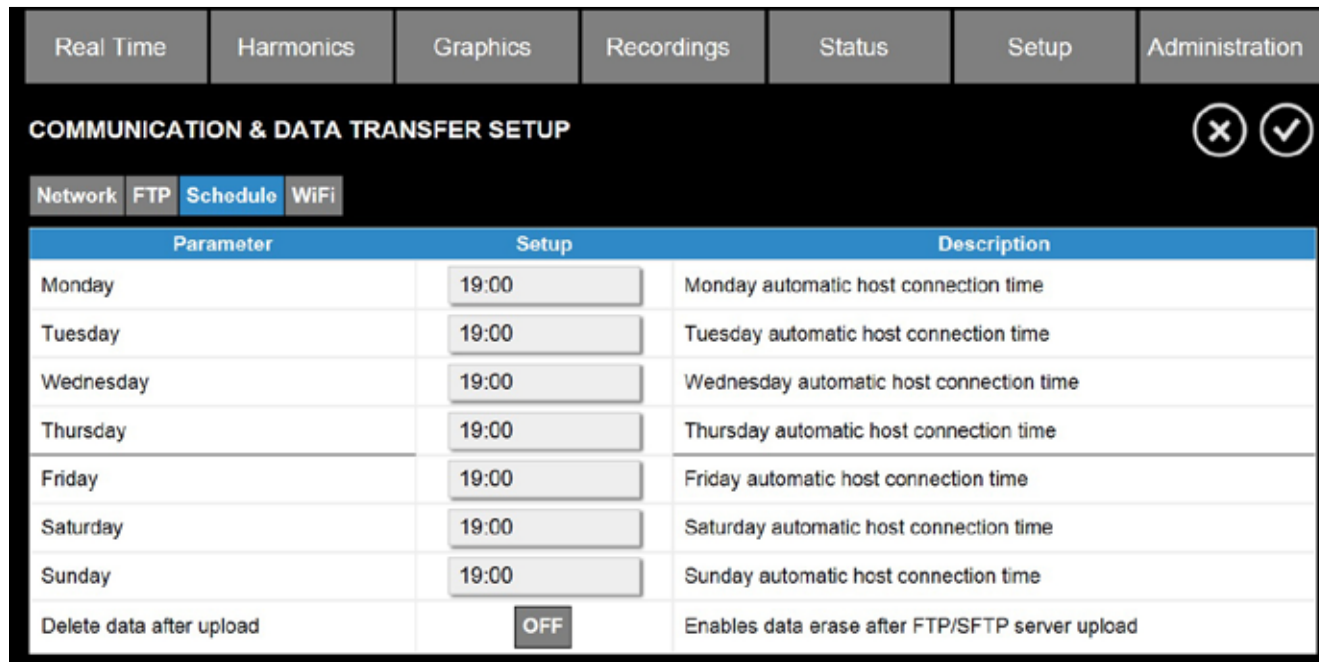 Real Time Harmonics Graphics Recordings Status Setup Administration
COMMUNICATION & DATA TRANSFER SETUP
Network FTP Schedule WiFi
Parameter Setup Description
Monday 19:00 Monday automatic host connection time
Tuesday 19:00 Tuesday automatic host connection time
Wednesday 19:00 Wednesday automatic host connection time
Thursday 19:00 Thursday automatic host connection time
Friday 19:00 Friday automatic host connection time
Saturday 19:00 Saturday automatic host connection time
Sunday 19:00 Sunday automatic host connection time
Delete data after upload OFF Enables data erase after FTP/SFTP server upload